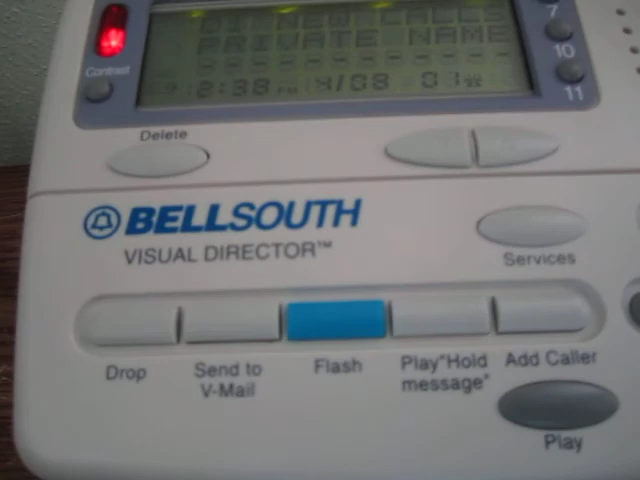 NEW CALLS
PRIVATE NAME
2:38 PM 4/08 01
7
10
11
Contrast
Delete
BELLSOUTH
VISUAL DIRECTOR™
Services
Drop
Send to
V-Mail
Flash
Play"Hold
message"
Add Caller
Play